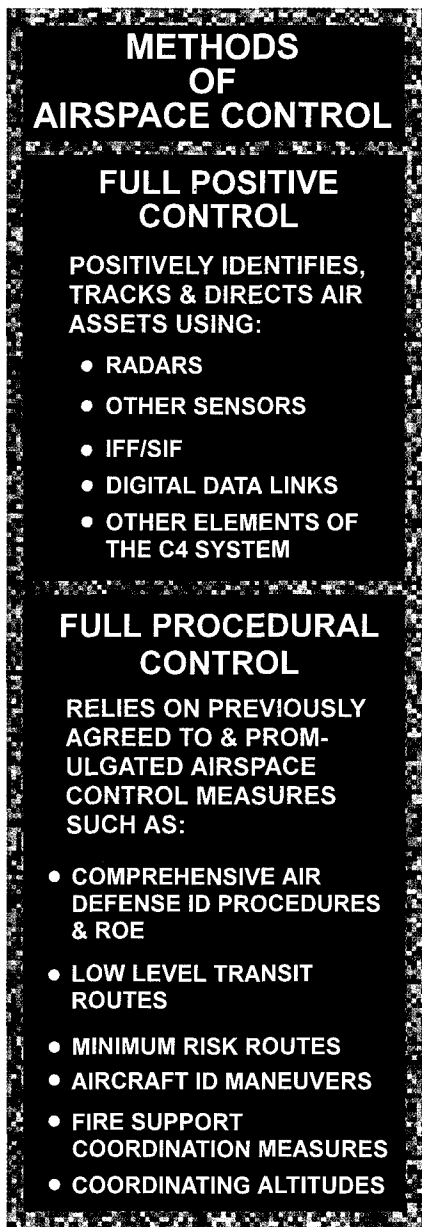 METHODS
OF
AIRSPACE CONTROL
FULL POSITIVE
CONTROL
POSITIVELY IDENTIFIES,
TRACKS & DIRECTS AIR
ASSETS USING:
● RADARS
● OTHER SENSORS
● IFF/SIF
● DIGITAL DATA LINKS
● OTHER ELEMENTS OF
THE C4 SYSTEM
FULL PROCEDURAL
CONTROL
RELIES ON PREVIOUSLY
AGREED TO & PROM-
ULGATED AIRSPACE
CONTROL MEASURES
SUCH AS:
● COMPREHENSIVE AIR
DEFENSE ID PROCEDURES
& ROE
● LOW LEVEL TRANSIT
ROUTES
● MINIMUM RISK ROUTES
● AIRCRAFT ID MANEUVERS
● FIRE SUPPORT
COORDINATION MEASURES
● COORDINATING ALTITUDES